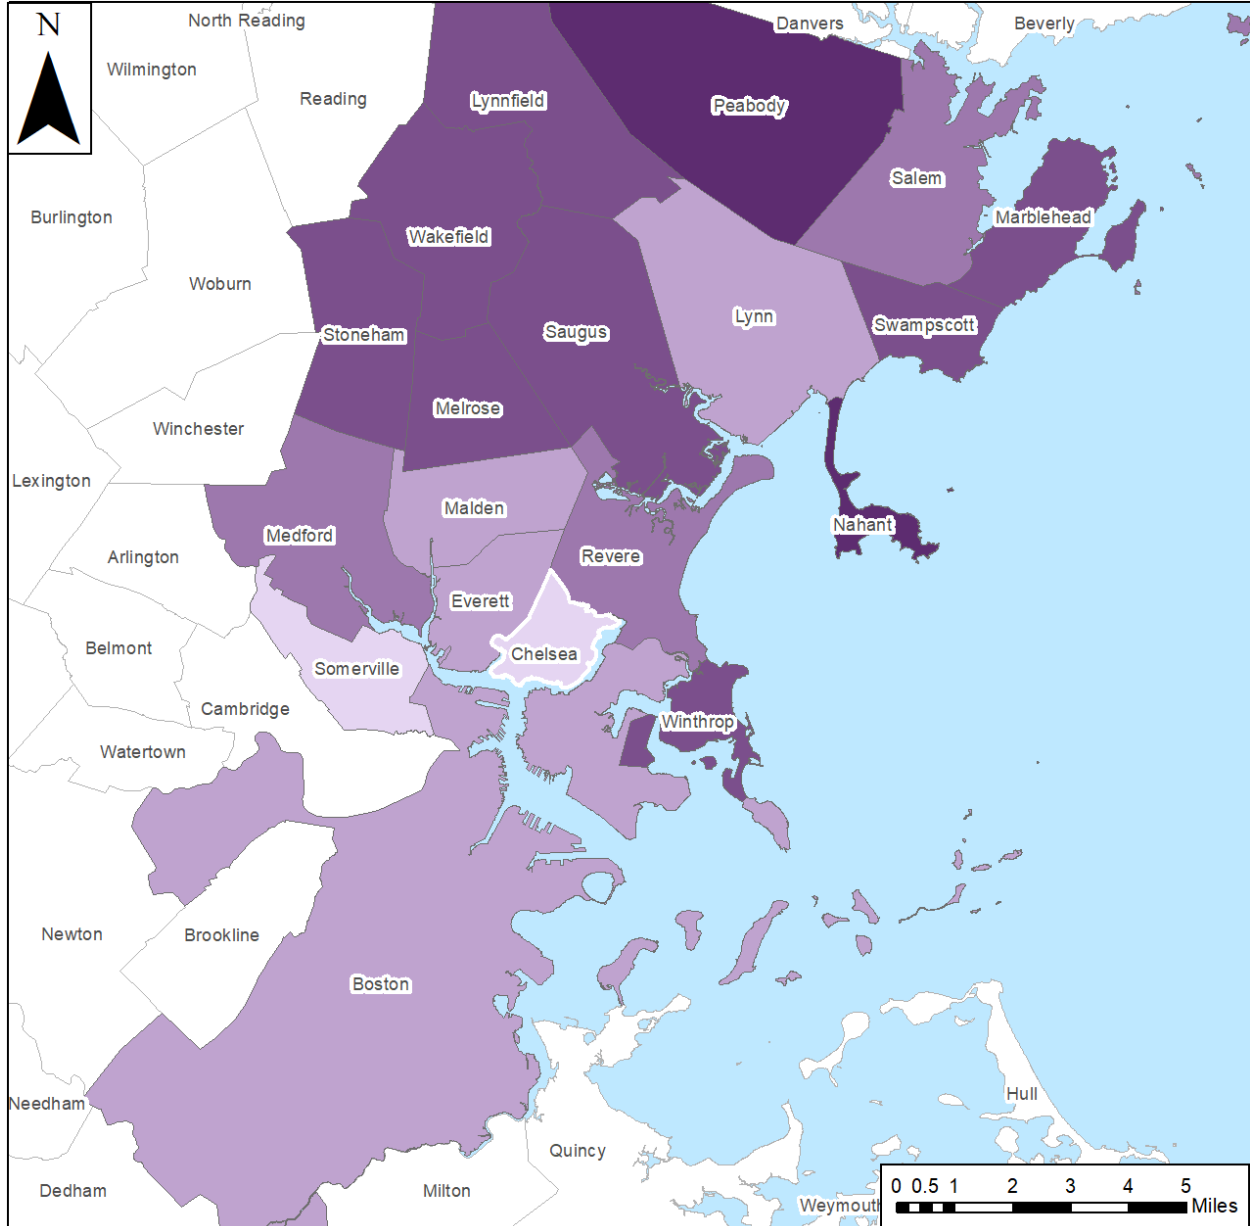 North Reading
Danvers
Beverly
N
Wilmington
Reading
Lynnfield
Peabody
Salem
Burlington
Marblehead
Wakefield
Woburn
Lynn
Swampscott
Stoneham
Saugus
Melrose
Winchester
Lexington
Malden
Nahant
Medford
Arlington
Revere
Everett
Belmont
Chelsea
Somerville
Cambridge
Winthrop
Watertown
Newton
Brookline
Boston
Needham
Hull
Quincy
Dedham
Milton
Weymouth
0 0.5 1 2 3 4 5
Miles